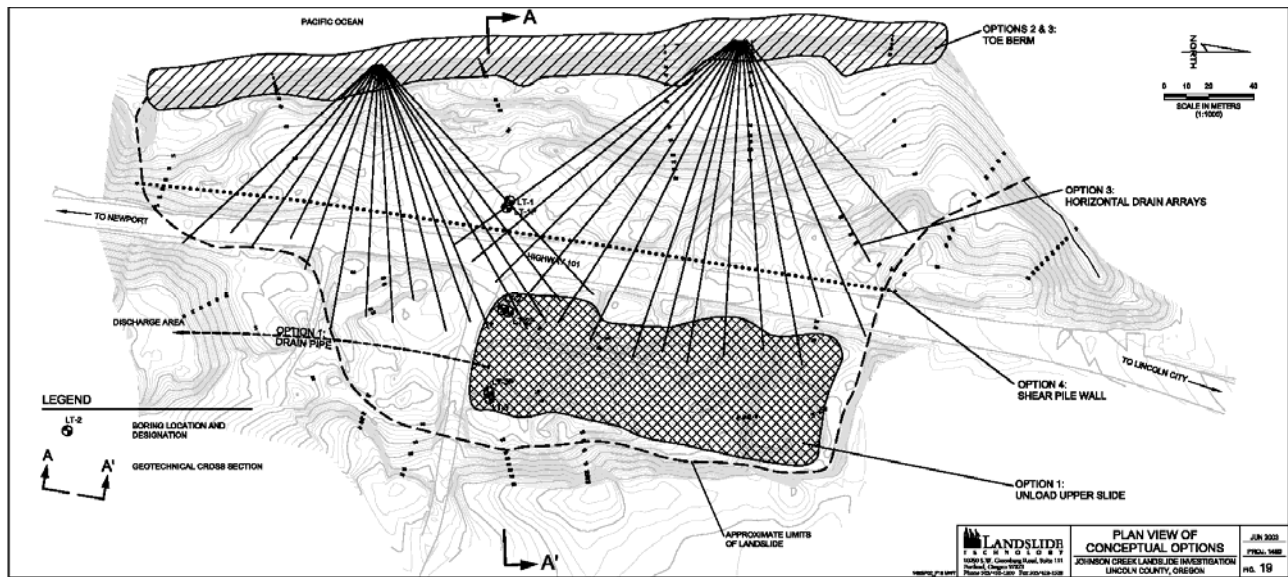 PACIFIC OCEAN
A
OPTIONS 2 & 3:
TOE BERM
NORTH
0 10 20 40
SCALE IN METERS
(1:1000)
TO NEWPORT
LT-1
HIGHWAY 101
OPTION 3:
HORIZONTAL DRAIN ARRAYS
DISCHARGE AREA
OPTION 1:
DRAIN PIPE
TO LINCOLN CITY
OPTION 4:
SHEAR PILE WALL
LEGEND
LT-2
BORING LOCATION AND
DESIGNATION
A A'
GEOTECHNICAL CROSS SECTION
OPTION 1:
UNLOAD UPPER SLIDE
APPROXIMATE LIMITS
OF LANDSLIDE
A'
LANDSLIDE
TECHNOLOGY
Portland, Oregon
PLAN VIEW OF
CONCEPTUAL OPTIONS
JOHNSON CREEK LANDSLIDE INVESTIGATION
LINCOLN COUNTY, OREGON
FIG. 19